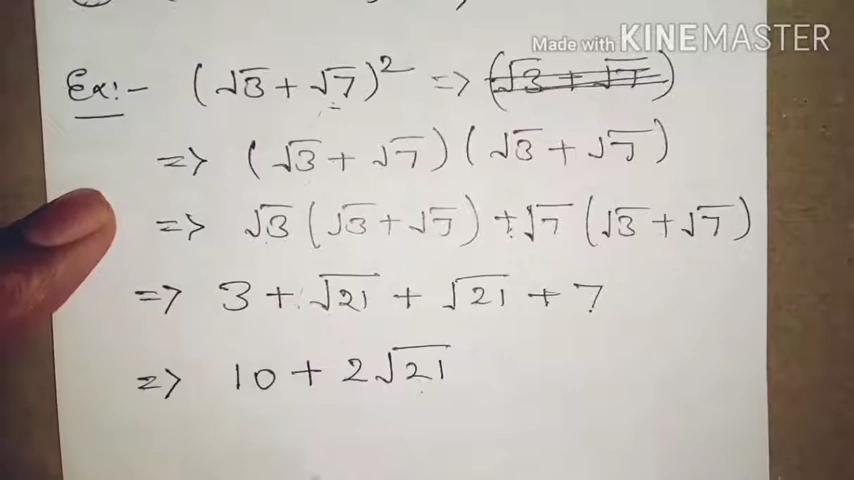 Made with KINEMASTER
Ex:- (√3 + √7)² => (√3 + √7)
=> (√3 + √7) (√3 + √7)
=> √3 (√3 + √7) + √7 (√3 + √7)
=> 3 + √21 + √21 + 7
=> 10 + 2√21